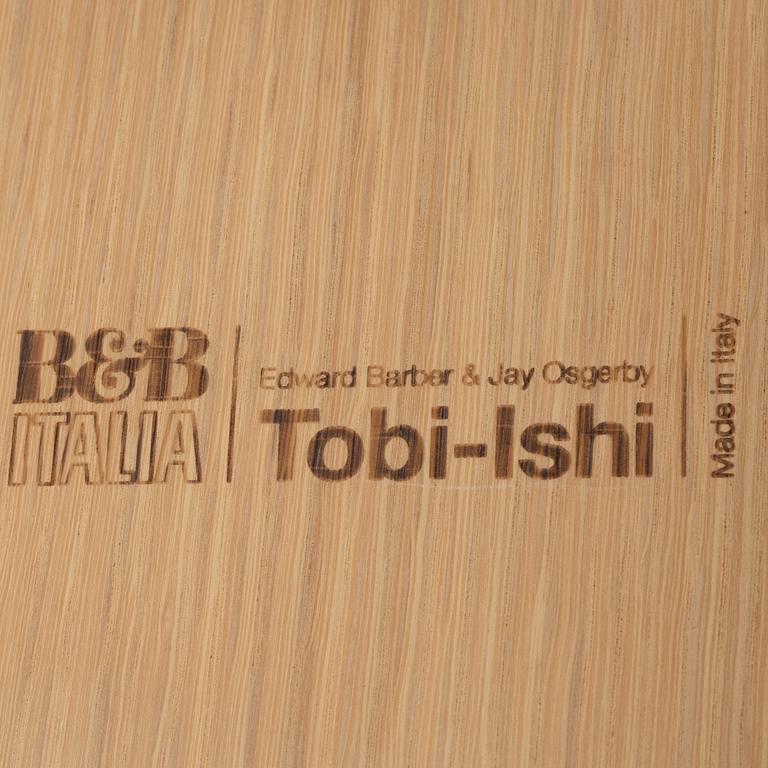 B&B
ITALIA
Edward Barber & Jay Osgerby
Tobi-Ishi
Made in Italy